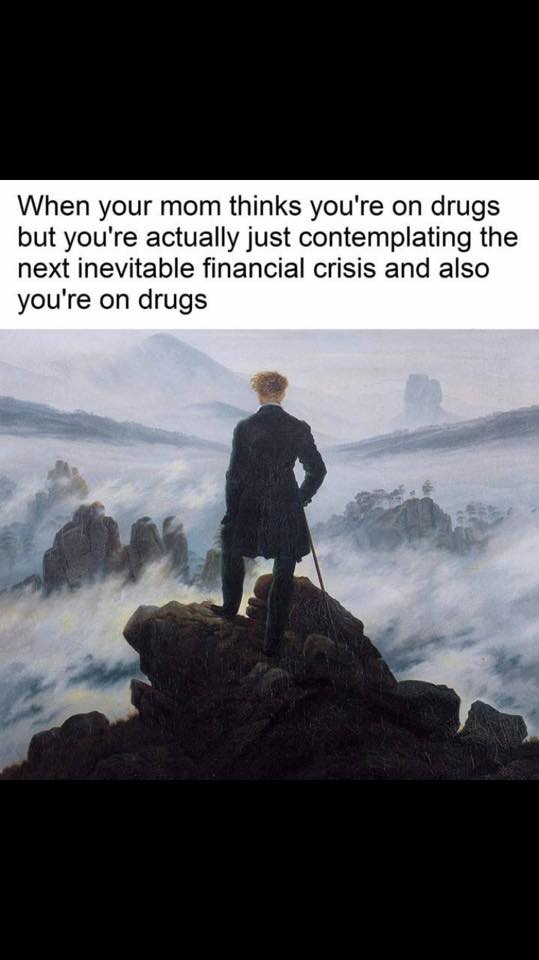 When your mom thinks you're on drugs
but you're actually just contemplating the
next inevitable financial crisis and also
you're on drugs